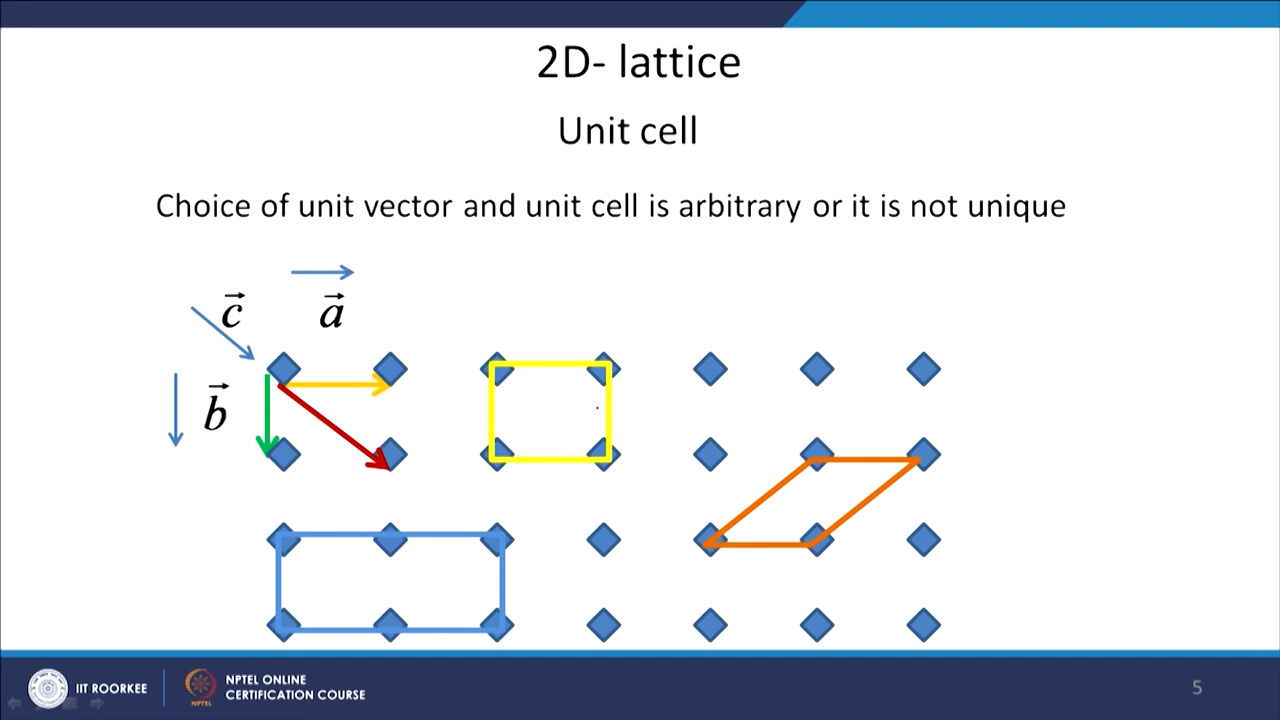 2D- lattice
Unit cell
Choice of unit vector and unit cell is arbitrary or it is not unique
c
a
b
IIT ROORKEE
NPTEL ONLINE
CERTIFICATION COURSE
NPTEL
5